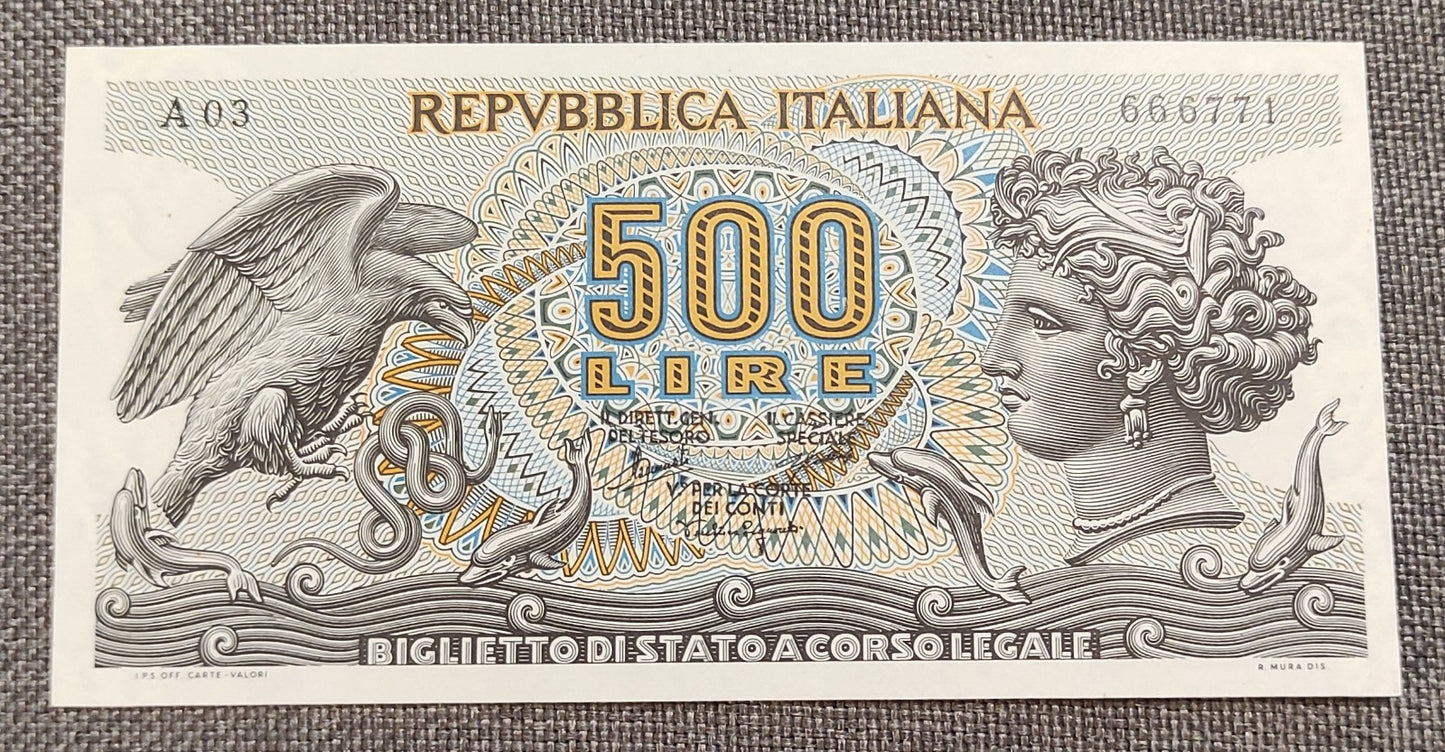 A 03
REPVBBLICA ITALIANA
666771
500
LIRE
IL DIRETT. GEN.
DEL TESORO
IL CASSIERE
SPECIALE
PER LA CORTE
DEI CONTI
BIGLIETTO DI STATO A CORSO LEGALE
I.P.S. OFF. CARTE-VALORI
R. MURA DIS.